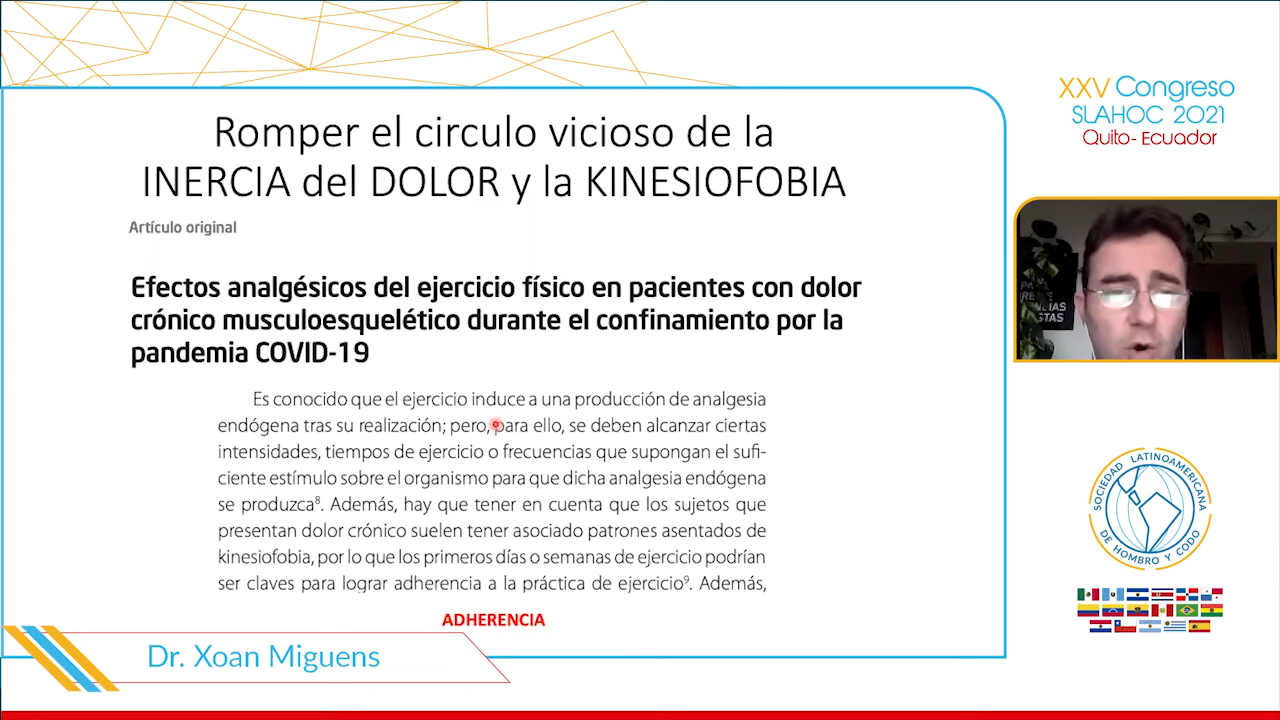 Romper el circulo vicioso de la
INERCIA del DOLOR y la KINESIOFOBIA
Artículo original
Efectos analgésicos del ejercicio físico en pacientes con dolor
crónico musculoesquelético durante el confinamiento por la
pandemia COVID-19
Es conocido que el ejercicio induce a una producción de analgesia
endógena tras su realización; pero, para ello, se deben alcanzar ciertas
intensidades, tiempos de ejercicio o frecuencias que supongan el sufi-
ciente estímulo sobre el organismo para que dicha analgesia endógena
se produzca⁸. Además, hay que tener en cuenta que los sujetos que
presentan dolor crónico suelen tener asociado patrones asentados de
kinesiofobia, por lo que los primeros días o semanas de ejercicio podrían
ser claves para lograr adherencia a la práctica de ejercicio⁹. Además,
ADHERENCIA
Dr. Xoan Miguens
XXV Congreso
SLAHOC 2021
Quito - Ecuador
SOCIEDAD LATINOAMERICANA
DE HOMBRO Y CODO